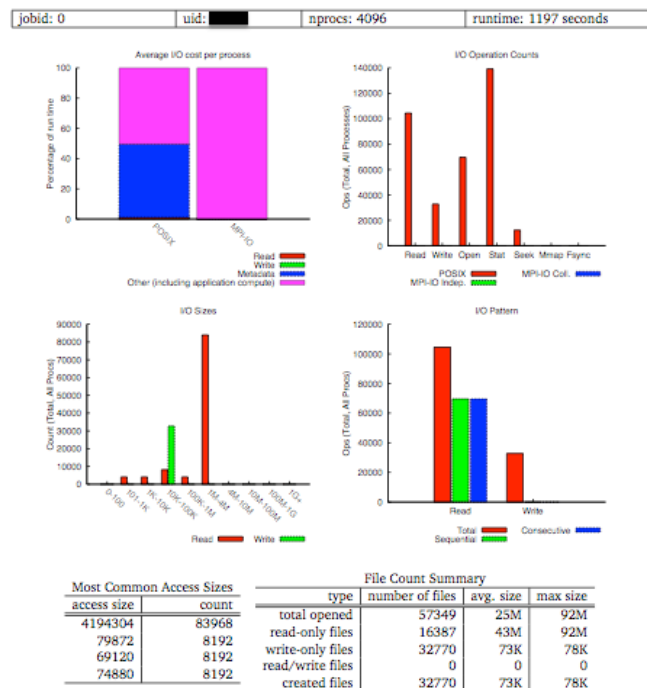 jobid: 0 uid: nprocs: 4096 runtime: 1197 seconds
Average I/O cost per process
Percentage of run time
100
80
60
40
20
0
POSIX
MPI-IO
Read
Write
Metadata
Other (including application compute)
I/O Operation Counts
Ops (Total, All Processes)
140000
120000
100000
80000
60000
40000
20000
0
Read Write Open Stat Seek Mmap Fsync
POSIX MPI-IO Coll.
MPI-IO Indep.
I/O Sizes
Count (Total, All Procs)
90000
80000
70000
60000
50000
40000
30000
20000
10000
0
0-100 101-1K 1K-10K 10K-100K 100K-1M 1M-4M 4M-10M 10M-100M 100M-1G 1G+
Read Write
I/O Pattern
Ops (Total, All Procs)
120000
100000
80000
60000
40000
20000
0
Read Write
Total Consecutive
Sequential
Most Common Access Sizes
access size count
4194304 83968
79872 8192
69120 8192
74880 8192
File Count Summary
type number of files avg. size max size
total opened 57349 25M 92M
read-only files 16387 43M 92M
write-only files 32770 73K 78K
read/write files 0 0 0
created files 32770 73K 78K